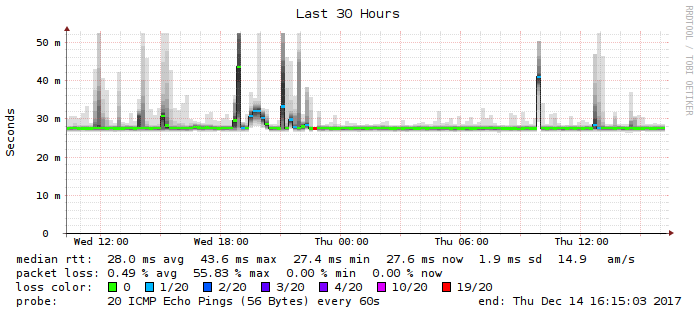 Last 30 Hours
RRDTOOL / TOBI OETIKER
Seconds
50 m
40 m
30 m
20 m
10 m
0
Wed 12:00 Wed 18:00 Thu 00:00 Thu 06:00 Thu 12:00
median rtt: 28.0 ms avg 43.6 ms max 27.4 ms min 27.6 ms now 1.9 ms sd 14.9 am/s
packet loss: 0.49 % avg 55.83 % max 0.00 % min 0.00 % now
loss color: 0 1/20 2/20 3/20 4/20 10/20 19/20
probe: 20 ICMP Echo Pings (56 Bytes) every 60s end: Thu Dec 14 16:15:03 2017